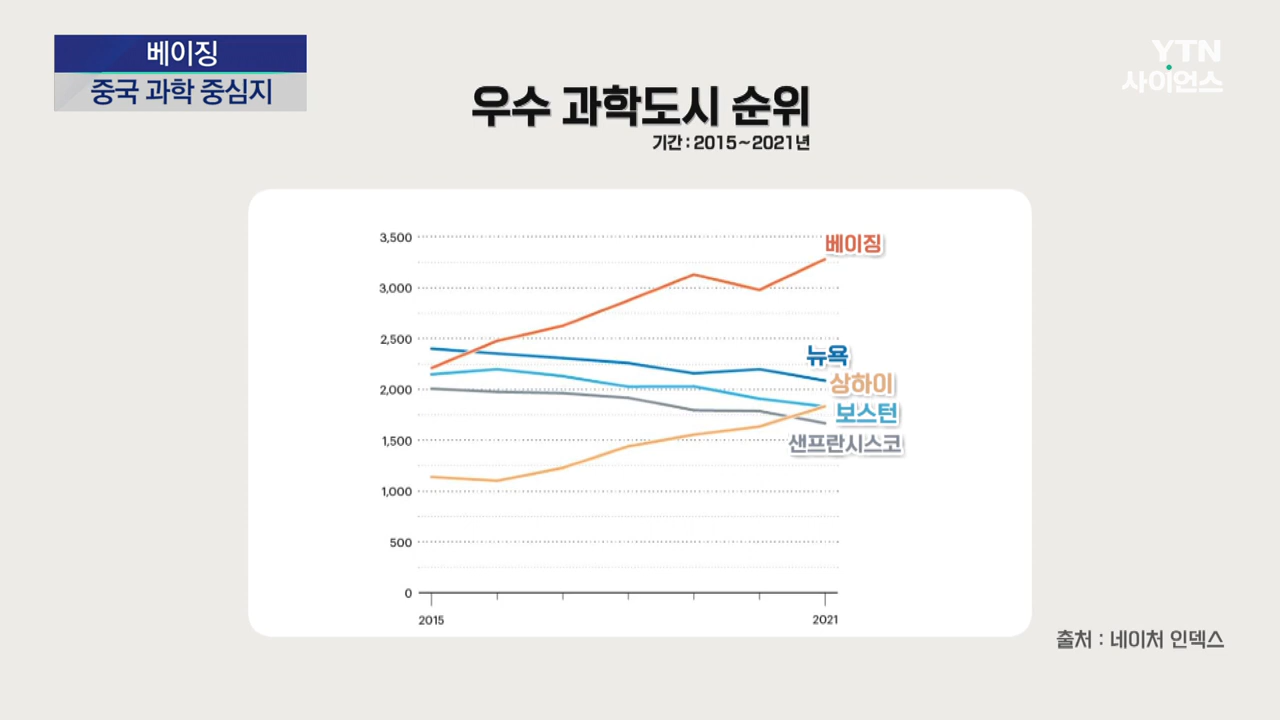 베이징
중국 과학 중심지
YTN
사이언스
우수 과학도시 순위
기간 : 2015~2021년
3,500
베이징
3,000
2,500
뉴욕
2,000
상하이
보스턴
1,500
샌프란시스코
1,000
500
0
2015
2021
출처 : 네이처 인덱스